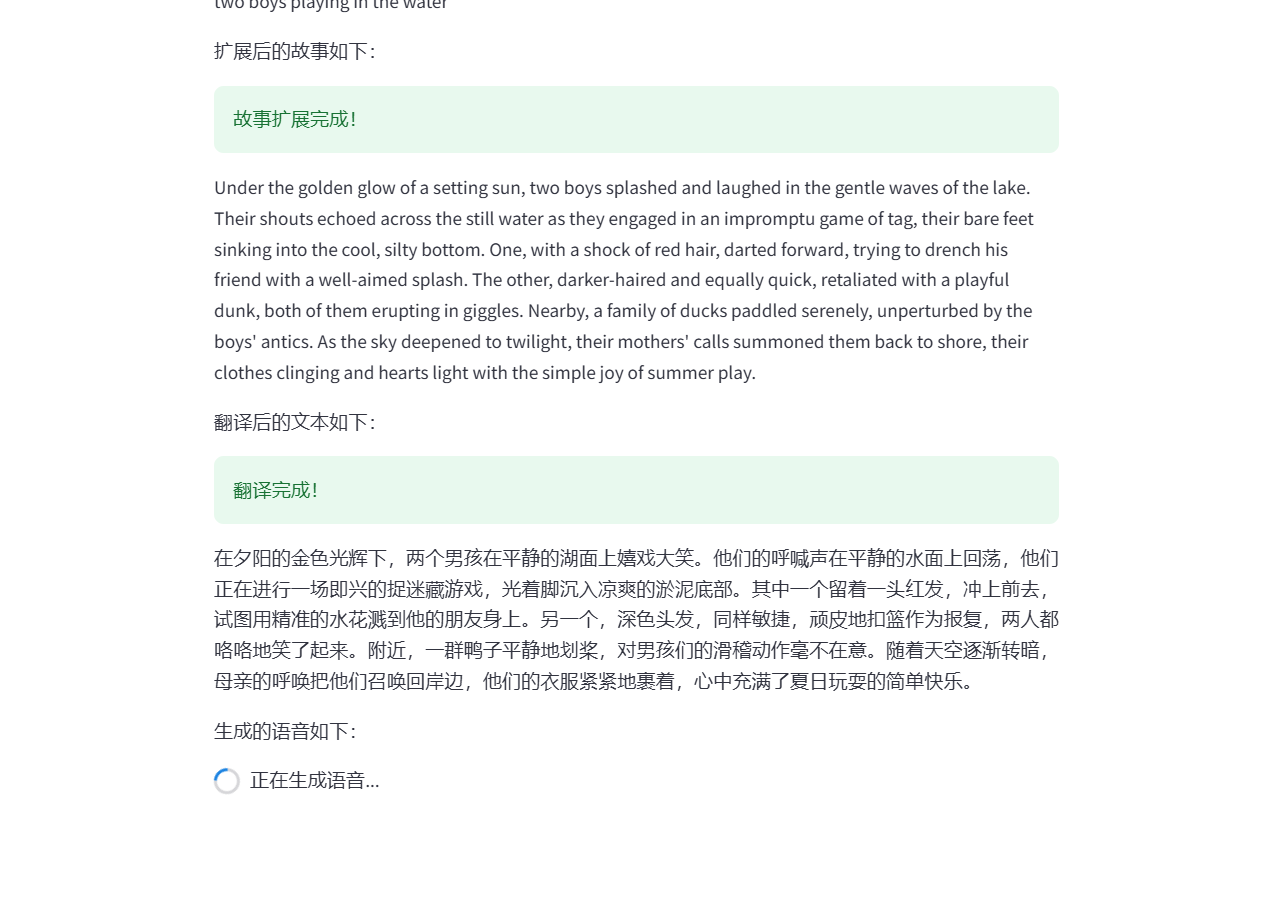 two boys playing in the water
扩展后的故事如下：
故事扩展完成！
Under the golden glow of a setting sun, two boys splashed and laughed in the gentle waves of the lake.
Their shouts echoed across the still water as they engaged in an impromptu game of tag, their bare feet
sinking into the cool, silty bottom. One, with a shock of red hair, darted forward, trying to drench his
friend with a well-aimed splash. The other, darker-haired and equally quick, retaliated with a playful
dunk, both of them erupting in giggles. Nearby, a family of ducks paddled serenely, unperturbed by the
boys' antics. As the sky deepened to twilight, their mothers' calls summoned them back to shore, their
clothes clinging and hearts light with the simple joy of summer play.
翻译后的文本如下：
翻译完成！
在夕阳的金色光辉下，两个男孩在平静的湖面上嬉戏大笑。他们的呼喊声在平静的水面上回荡，他们
正在进行一场即兴的捉迷藏游戏，光着脚沉入凉爽的淤泥底部。其中一个留着一头红发，冲上前去，
试图用精准的水花溅到他的朋友身上。另一个，深色头发，同样敏捷，顽皮地扣篮作为报复，两人都
咯咯地笑了起来。附近，一群鸭子平静地划桨，对男孩们的滑稽动作毫不在意。随着天空逐渐转暗，
母亲的呼唤把他们召唤回岸边，他们的衣服紧紧地裹着，心中充满了夏日玩耍的简单快乐。
生成的语音如下：
正在生成语音...